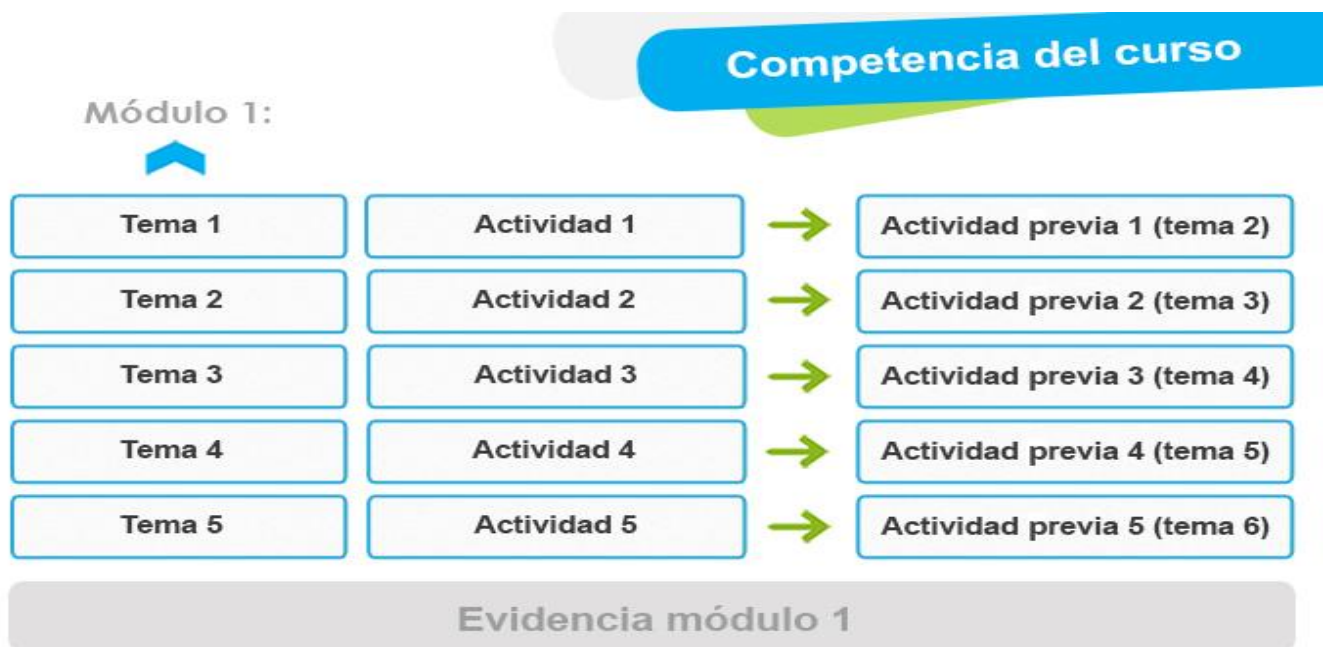 Competencia del curso
Módulo 1:
Tema 1 Actividad 1 Actividad previa 1 (tema 2)
Tema 2 Actividad 2 Actividad previa 2 (tema 3)
Tema 3 Actividad 3 Actividad previa 3 (tema 4)
Tema 4 Actividad 4 Actividad previa 4 (tema 5)
Tema 5 Actividad 5 Actividad previa 5 (tema 6)
Evidencia módulo 1